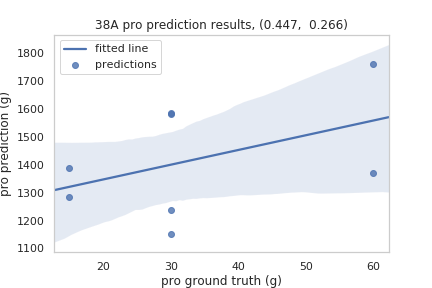 38A pro prediction results, (0.447,  0.266)
fitted line
predictions
1800
1700
1600
1500
1400
1300
1200
1100
pro prediction (g)
20
30
40
50
60
pro ground truth (g)